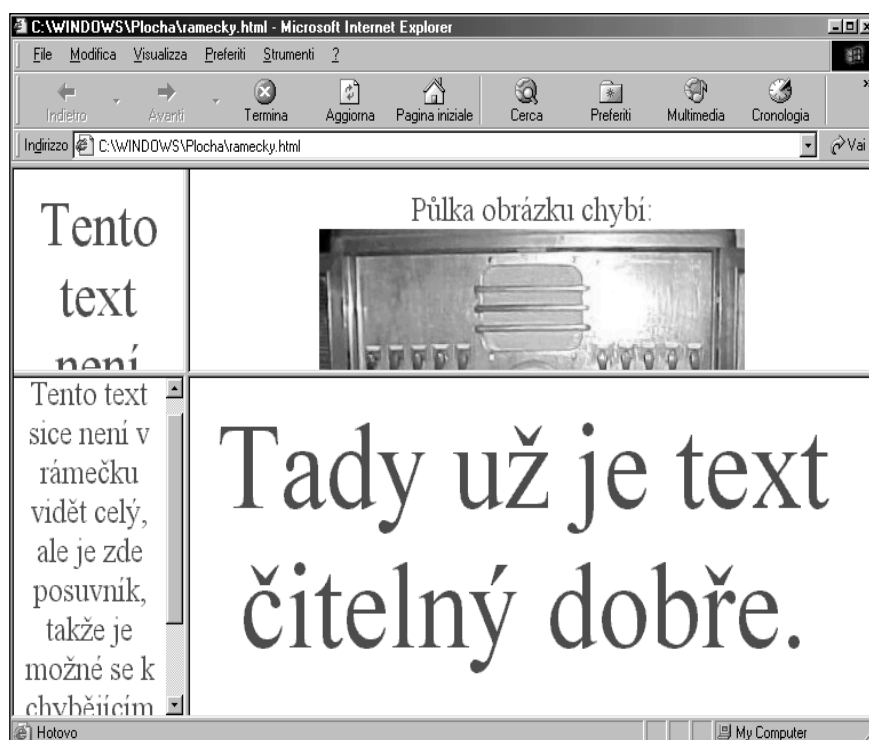 C:\WINDOWS\Plocha\ramecky.html - Microsoft Internet Explorer
File Modifica Visualizza Preferiti Strumenti ?
Indietro Avanti Termina Aggiorna Pagina iniziale Cerca Preferiti Multimedia Cronologia »
Indirizzo C:\WINDOWS\Plocha\ramecky.html Vai
Tento
text
není
Půlka obrázku chybí:
Tento text
sice není v
rámečku
vidět celý,
ale je zde
posuvník,
takže je
možné se k
chybějícím
Tady už je text
čitelný dobře.
Hotovo My Computer